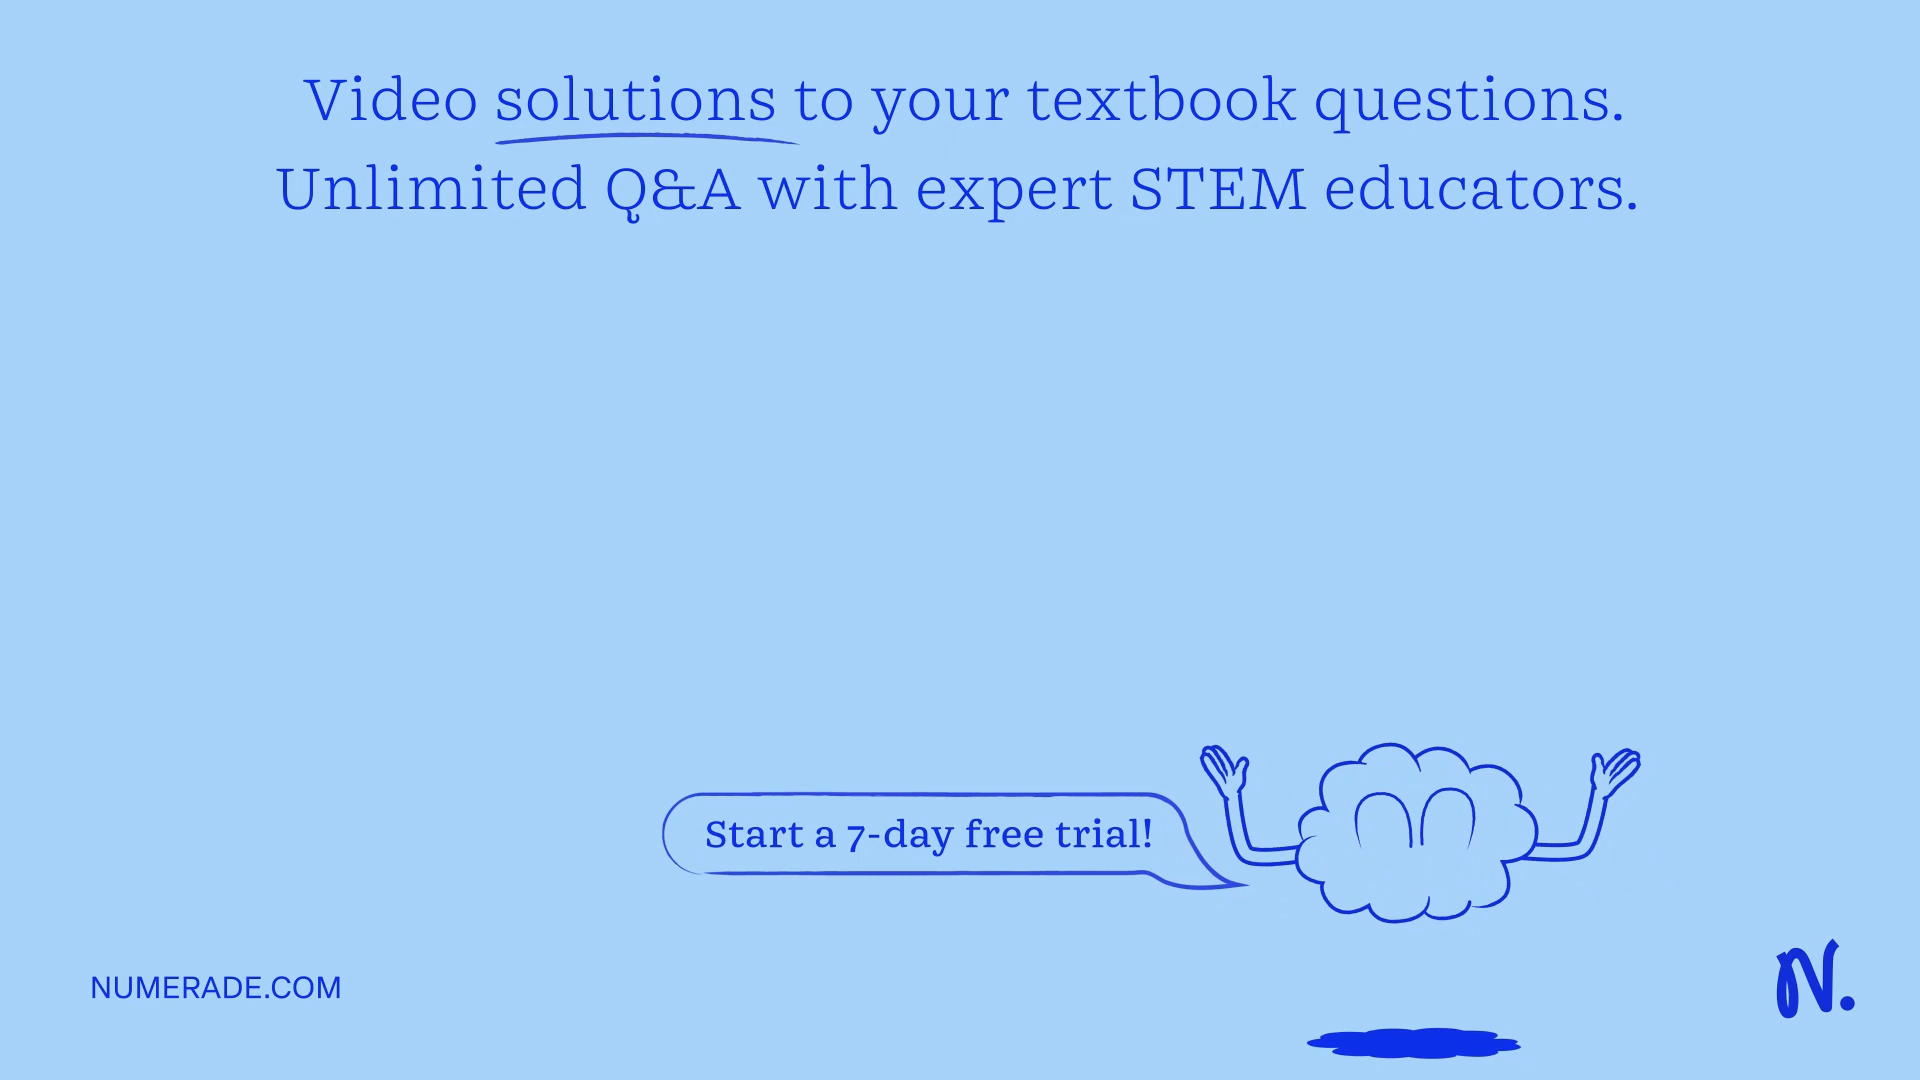 Video solutions to your textbook questions.
Unlimited Q&A with expert STEM educators.
Start a 7-day free trial!
NUMERADE.COM
N.